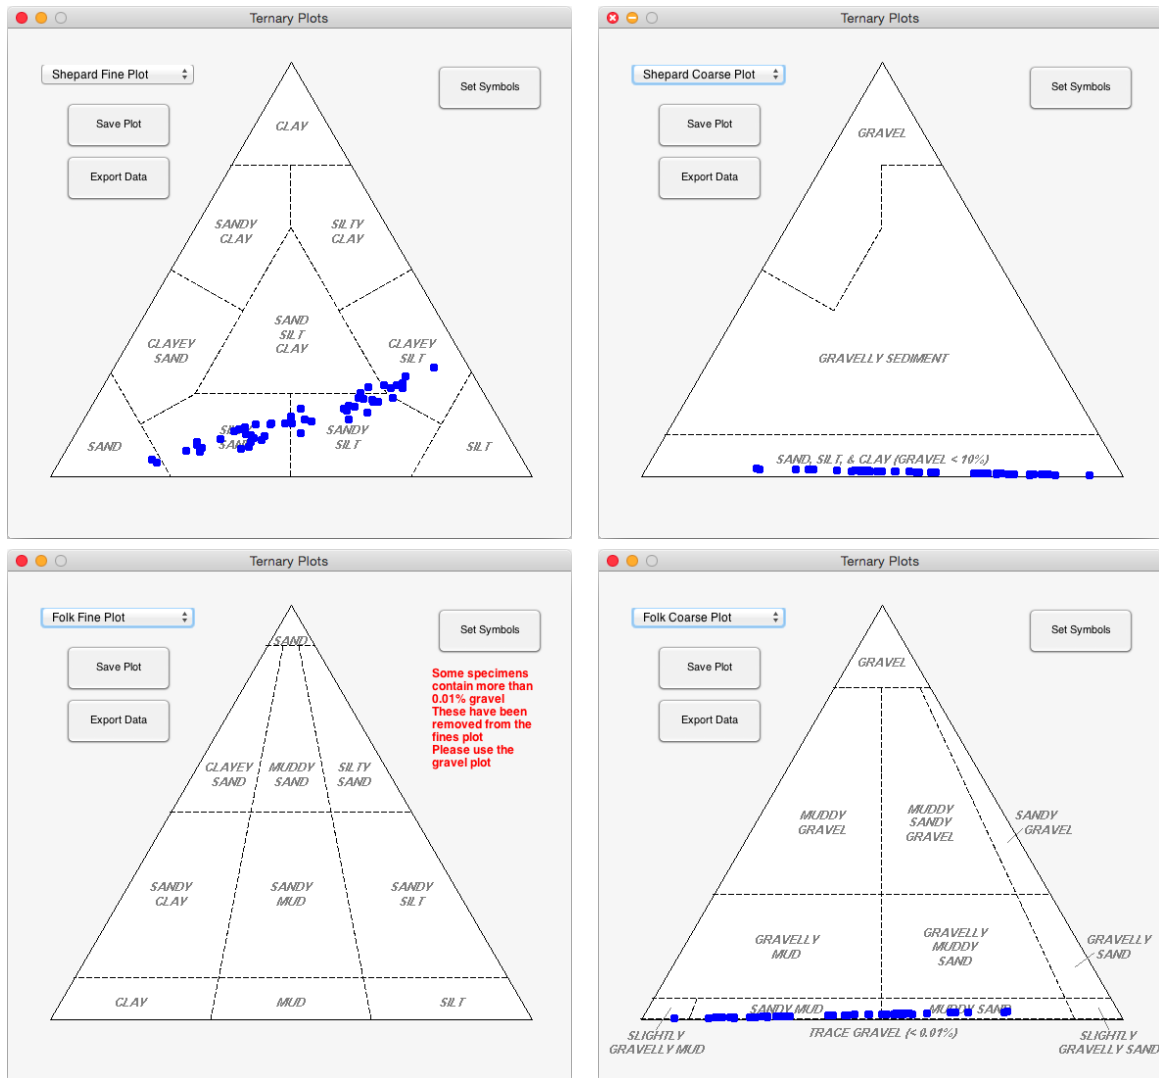 Ternary Plots
Shepard Fine Plot
Set Symbols
Save Plot
Export Data
CLAY
SANDY
CLAY
SILTY
CLAY
SAND
SILT
CLAY
CLAYEY
SAND
CLAYEY
SILT
SAND
SILTY
SAND
SANDY
SILT
SILT
Ternary Plots
Shepard Coarse Plot
Set Symbols
Save Plot
Export Data
GRAVEL
GRAVELLY SEDIMENT
SAND, SILT, & CLAY (GRAVEL < 10%)
Ternary Plots
Folk Fine Plot
Set Symbols
Save Plot
Export Data
Some specimens
contain more than
0.01% gravel
These have been
removed from the
fines plot
Please use the
gravel plot
SAND
CLAYEY
SAND
MUDDY
SAND
SILTY
SAND
SANDY
CLAY
SANDY
MUD
SANDY
SILT
CLAY
MUD
SILT
Ternary Plots
Folk Coarse Plot
Set Symbols
Save Plot
Export Data
GRAVEL
MUDDY
GRAVEL
MUDDY
SANDY
GRAVEL
SANDY
GRAVEL
GRAVELLY
MUD
GRAVELLY
MUDDY
SAND
GRAVELLY
SAND
SANDY MUD
MUDDY SAND
SLIGHTLY
GRAVELLY MUD
TRACE GRAVEL (< 0.01%)
SLIGHTLY
GRAVELLY SAND